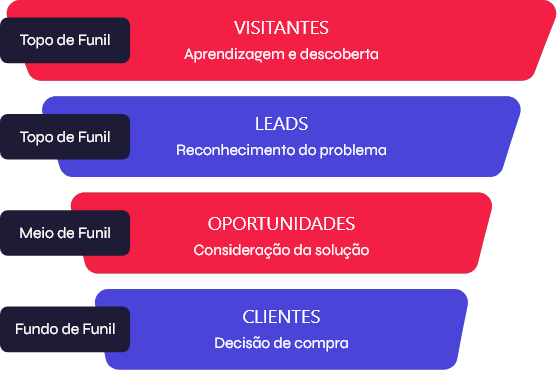 VISITANTES
Topo de Funil
Aprendizagem e descoberta
LEADS
Topo de Funil
Reconhecimento do problema
OPORTUNIDADES
Meio de Funil
Consideração da solução
CLIENTES
Fundo de Funil
Decisão de compra